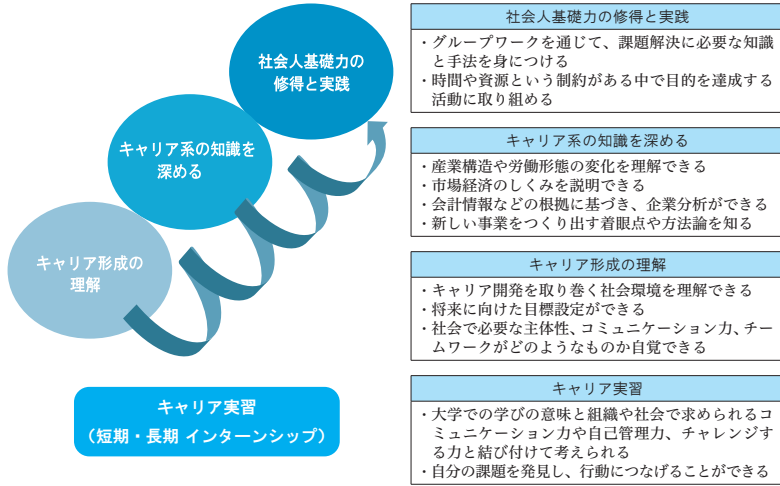 社会人基礎力の
修得と実践
キャリア系の知識を
深める
キャリア形成の
理解
キャリア実習
（短期・長期 インターンシップ）
社会人基礎力の修得と実践
・グループワークを通じて、課題解決に必要な知識
と手法を身につける
・時間や資源という制約がある中で目的を達成する
活動に取り組める
キャリア系の知識を深める
・産業構造や労働形態の変化を理解できる
・市場経済のしくみを説明できる
・会計情報などの根拠に基づき、企業分析ができる
・新しい事業をつくり出す着眼点や方法論を知る
キャリア形成の理解
・キャリア開発を取り巻く社会環境を理解できる
・将来に向けた目標設定ができる
・社会で必要な主体性、コミュニケーション力、チー
ムワークがどのようなものか自覚できる
キャリア実習
・大学での学びの意味と組織や社会で求められるコ
ミュニケーション力や自己管理力、チャレンジす
る力と結び付けて考えられる
・自分の課題を発見し、行動につなげることができる